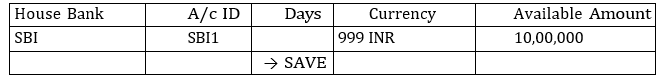 House Bank A/c ID Days Currency Available Amount
SBI SBI1 999 INR 10,00,000
→ SAVE